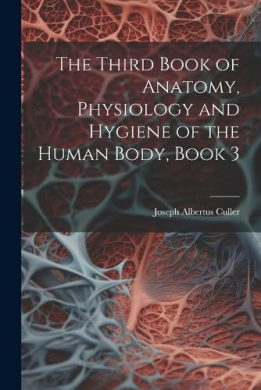 The Third Book of
Anatomy,
Physiology and
Hygiene of the
Human Body, Book 3
Joseph Albertus Culler